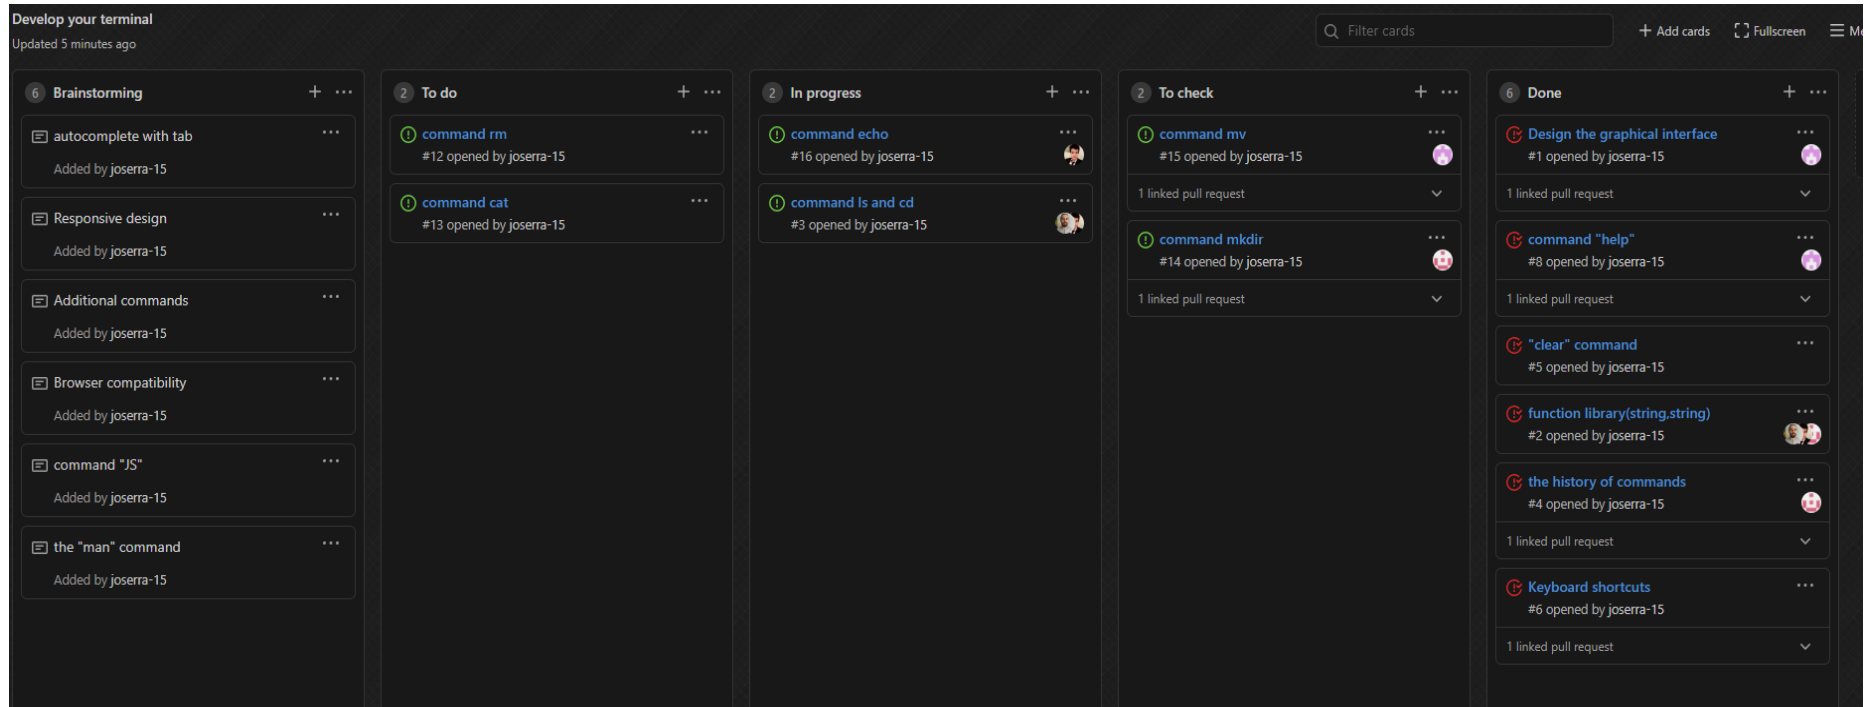 Develop your terminal
Updated 5 minutes ago
Filter cards
Add cards
Fullscreen
6 Brainstorming
autocomplete with tab
Added by joserra-15
Responsive design
Added by joserra-15
Additional commands
Added by joserra-15
Browser compatibility
Added by joserra-15
command "JS"
Added by joserra-15
the "man" command
Added by joserra-15
2 To do
command rm
#12 opened by joserra-15
command cat
#13 opened by joserra-15
2 In progress
command echo
#16 opened by joserra-15
command ls and cd
#3 opened by joserra-15
2 To check
command mv
#15 opened by joserra-15
1 linked pull request
command mkdir
#14 opened by joserra-15
1 linked pull request
6 Done
Design the graphical interface
#1 opened by joserra-15
1 linked pull request
command "help"
#8 opened by joserra-15
1 linked pull request
"clear" command
#5 opened by joserra-15
function library(string,string)
#2 opened by joserra-15
the history of commands
#4 opened by joserra-15
1 linked pull request
Keyboard shortcuts
#6 opened by joserra-15
1 linked pull request